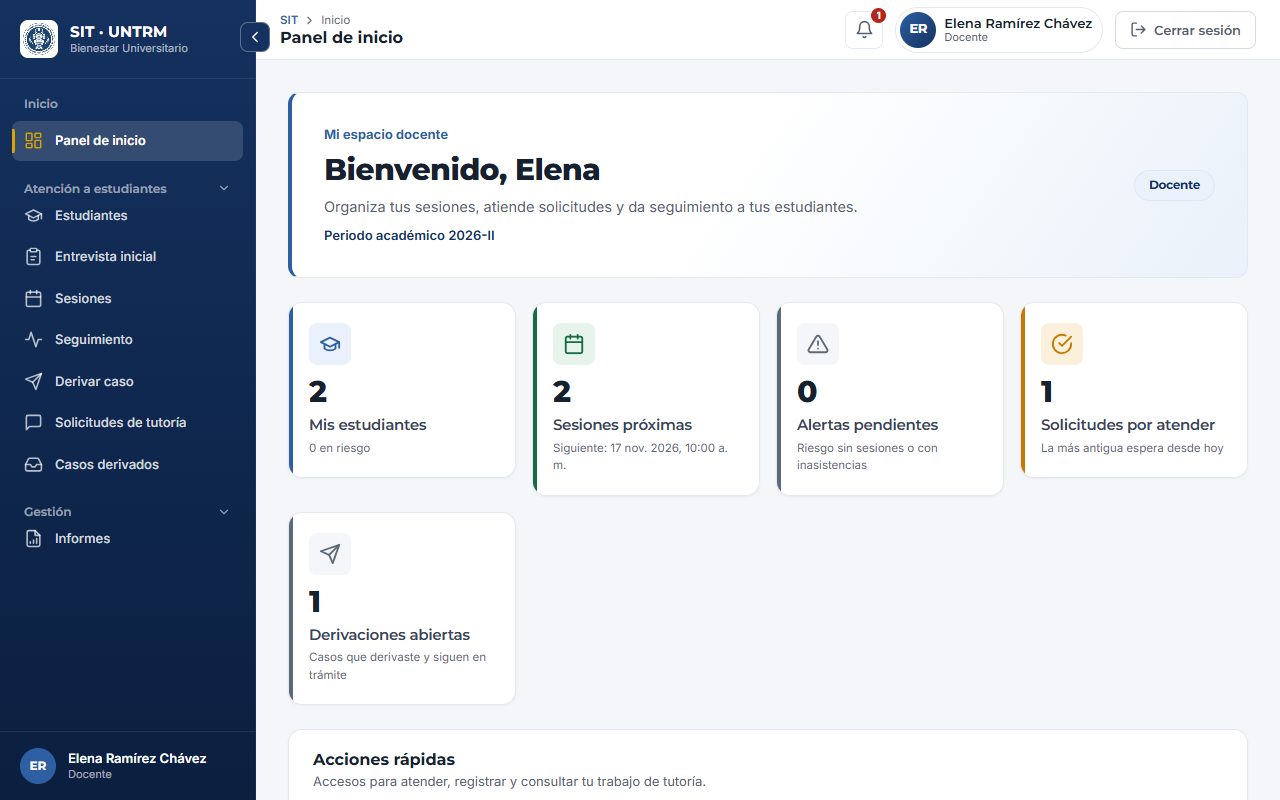 SIT · UNTRM
Bienestar Universitario
Inicio
Panel de inicio
Atención a estudiantes
Estudiantes
Entrevista inicial
Sesiones
Seguimiento
Derivar caso
Solicitudes de tutoría
Casos derivados
Gestión
Informes
ER
Elena Ramírez Chávez
Docente
SIT > Inicio
Panel de inicio
1
ER
Elena Ramírez Chávez
Docente
Cerrar sesión
Mi espacio docente
Bienvenido, Elena
Organiza tus sesiones, atiende solicitudes y da seguimiento a tus estudiantes.
Periodo académico 2026-II
Docente
2
Mis estudiantes
0 en riesgo
2
Sesiones próximas
Siguiente: 17 nov. 2026, 10:00 a.
m.
0
Alertas pendientes
Riesgo sin sesiones o con
inasistencias
1
Solicitudes por atender
La más antigua espera desde hoy
1
Derivaciones abiertas
Casos que derivaste y siguen en
trámite
Acciones rápidas
Accesos para atender, registrar y consultar tu trabajo de tutoría.